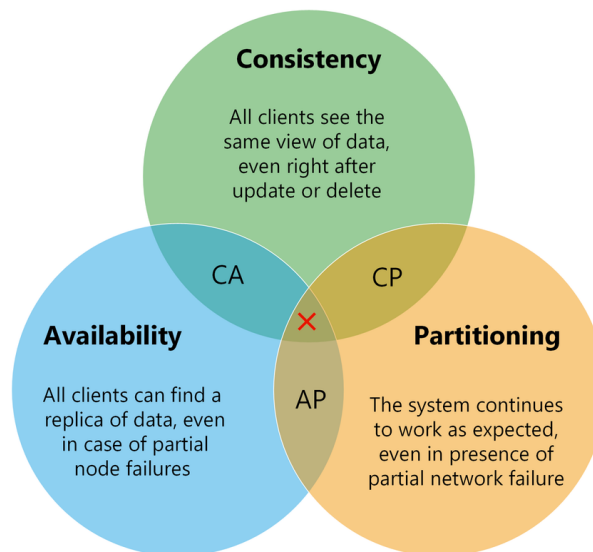 Consistency
All clients see the
same view of data,
even right after
update or delete
CA
CP
Availability
Partitioning
All clients can find a
replica of data, even
in case of partial
node failures
AP
The system continues
to work as expected,
even in presence of
partial network failure